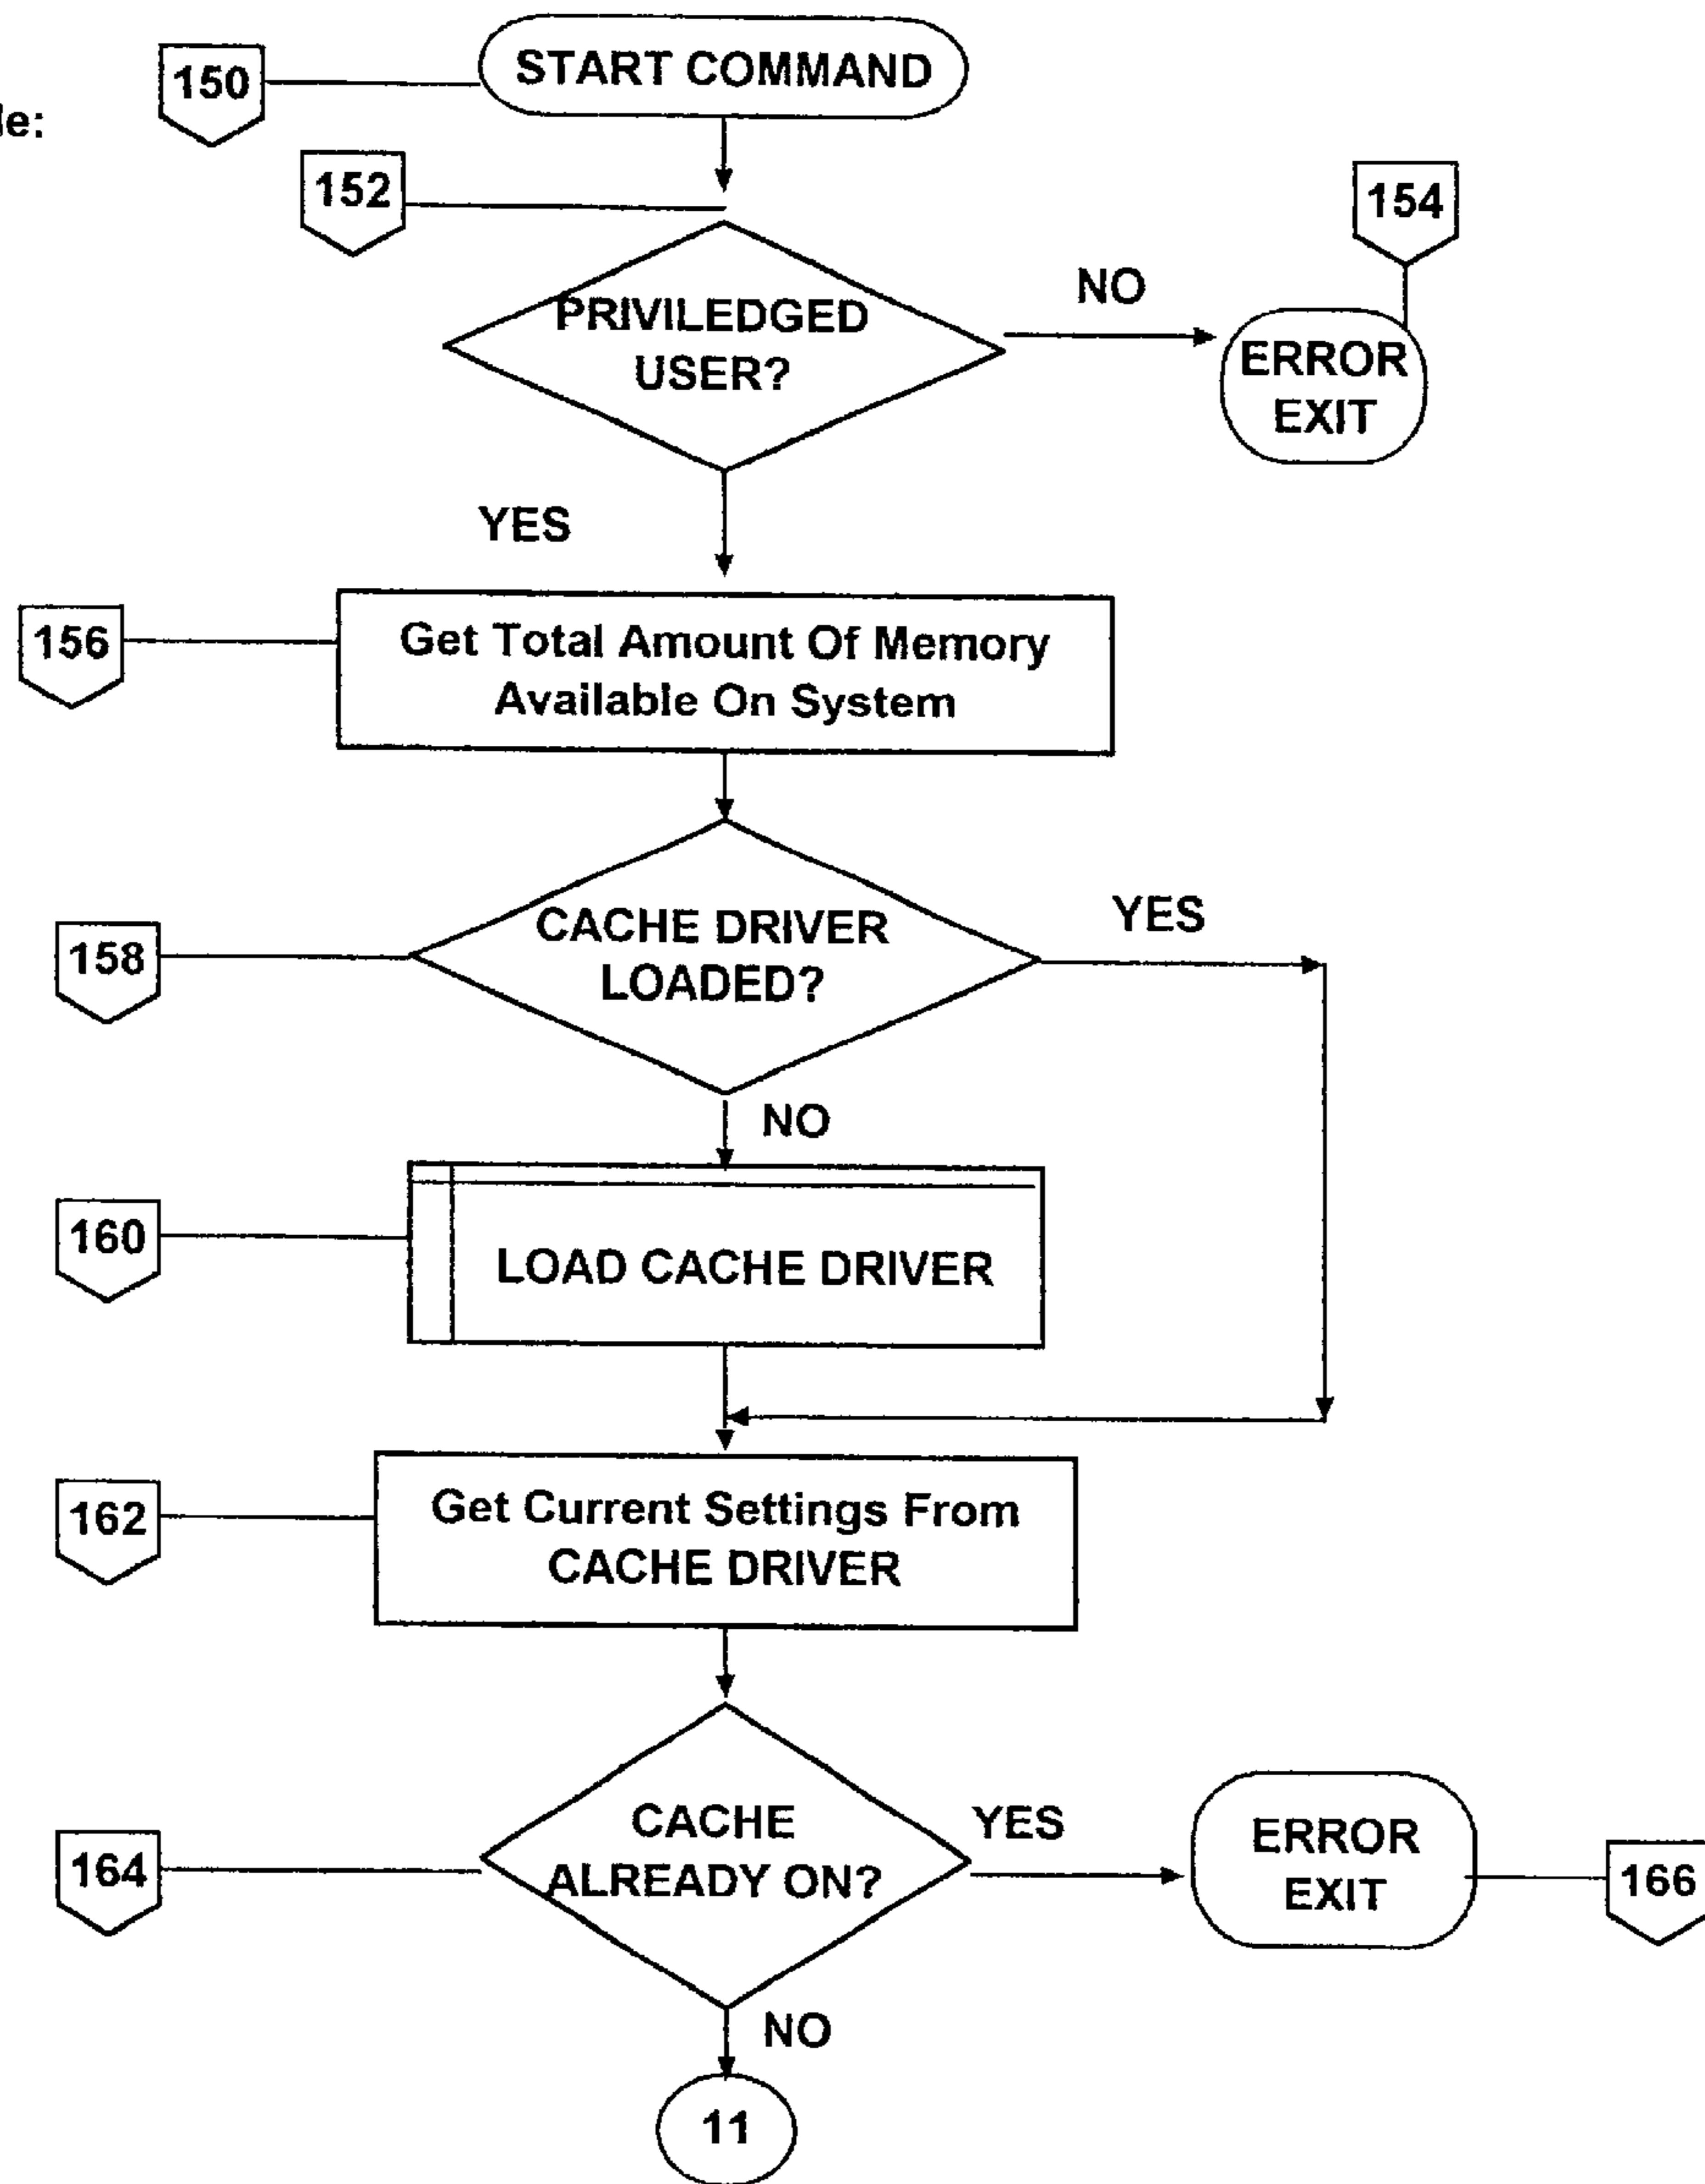 150
START COMMAND
152
154
PRIVILEDGED
USER?
NO
ERROR
EXIT
YES
156
Get Total Amount Of Memory
Available On System
158
CACHE DRIVER
LOADED?
YES
NO
160
LOAD CACHE DRIVER
162
Get Current Settings From
CACHE DRIVER
164
CACHE
ALREADY ON?
YES
ERROR
EXIT
166
NO
11